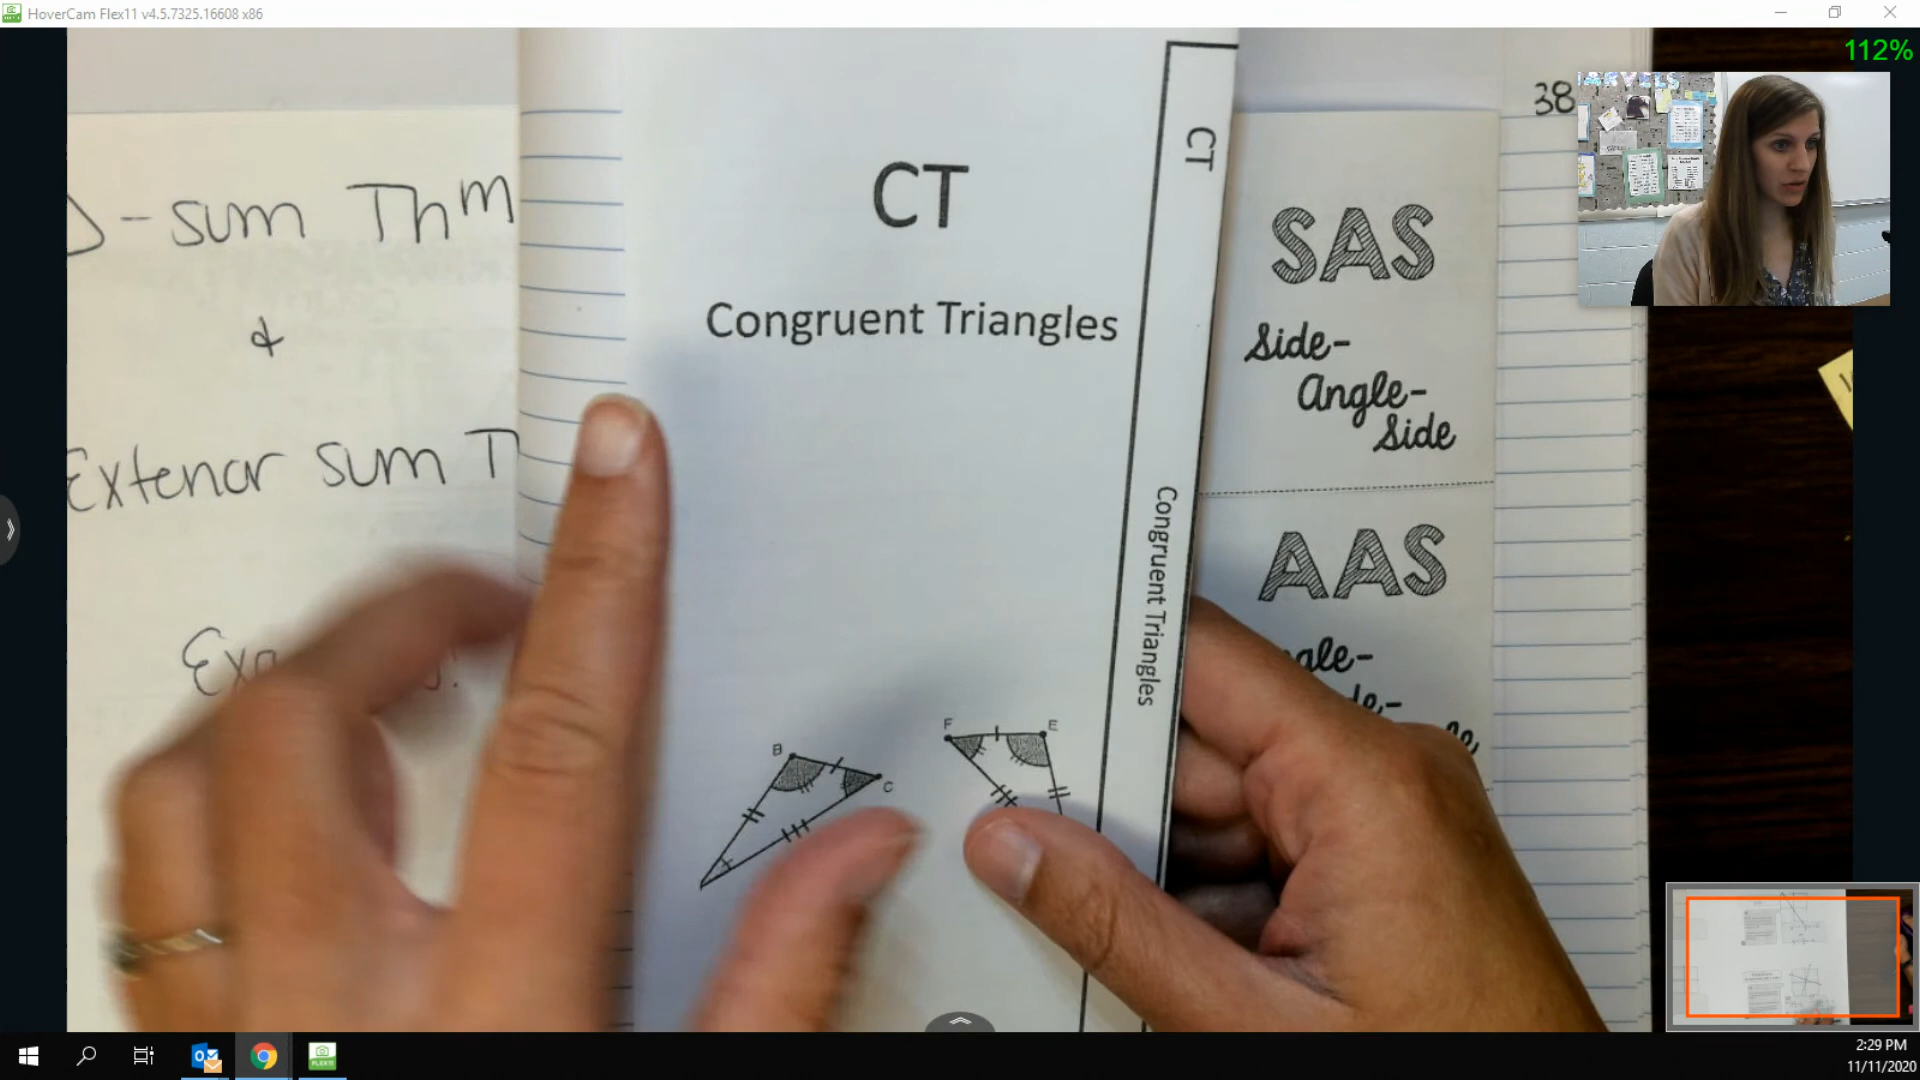 HoverCam Flex11 v4.5.7325.16608 x86
112%
△-sum Thm
&
Exterior sum T
CT
Congruent Triangles
B
C
F
E
CT
Congruent Triangles
38
SAS
Side-
Angle-
Side
AAS
2:29 PM
11/11/2020